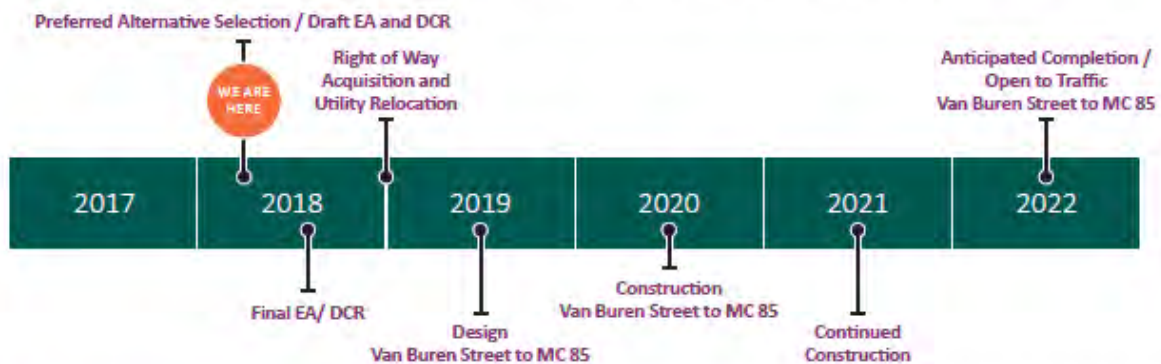 Preferred Alternative Selection / Draft EA and DCR
WE ARE
HERE
Right of Way
Acquisition and
Utility Relocation
Anticipated Completion /
Open to Traffic
Van Buren Street to MC 85
2017
2018
2019
2020
2021
2022
Final EA/ DCR
Design
Van Buren Street to MC 85
Construction
Van Buren Street to MC 85
Continued
Construction